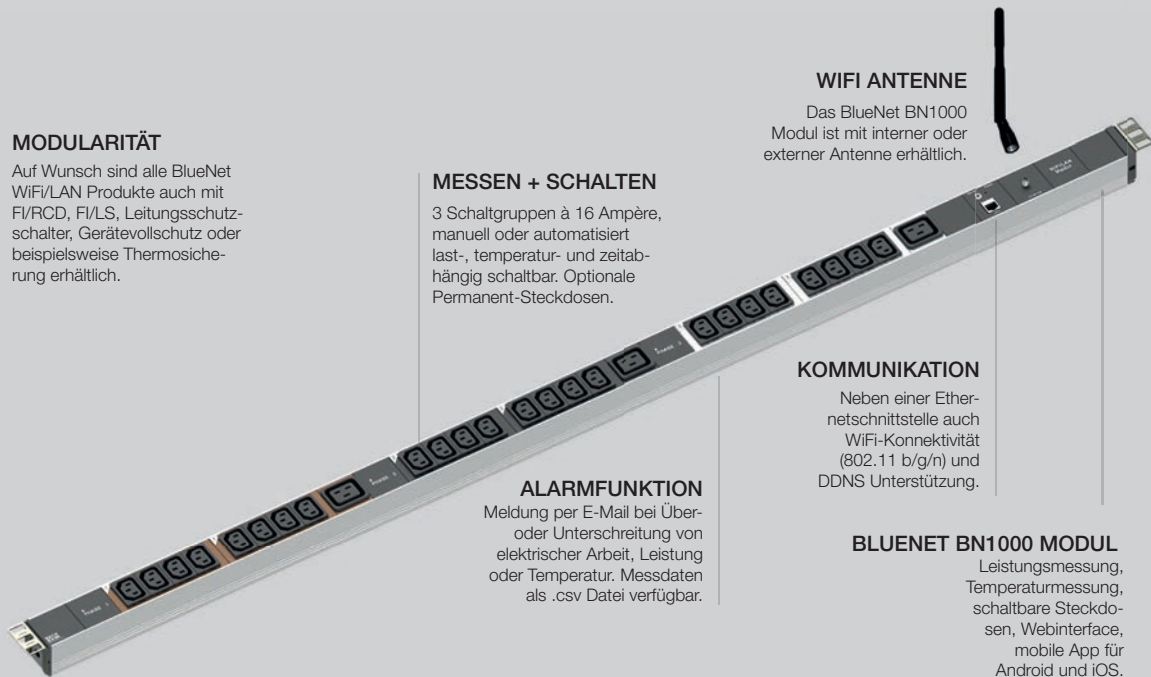 MODULARITÄT
Auf Wunsch sind alle BlueNet
WiFi/LAN Produkte auch mit
FI/RCD, FI/LS, Leitungsschutz-
schalter, Gerätevollschutz oder
beispielsweise Thermosiche-
rung erhältlich.
MESSEN + SCHALTEN
3 Schaltgruppen à 16 Ampère,
manuell oder automatisiert
last-, temperatur- und zeitab-
hängig schaltbar. Optionale
Permanent-Steckdosen.
WIFI ANTENNE
Das BlueNet BN1000
Modul ist mit interner oder
externer Antenne erhältlich.
WiFi/LAN
Modul
KOMMUNIKATION
Neben einer Ether-
netschnittstelle auch
WiFi-Konnektivität
(802.11 b/g/n) und
DDNS Unterstützung.
ALARMFUNKTION
Meldung per E-Mail bei Über-
oder Unterschreitung von
elektrischer Arbeit, Leistung
oder Temperatur. Messdaten
als .csv Datei verfügbar.
BLUENET BN1000 MODUL
Leistungsmessung,
Temperaturmessung,
schaltbare Steckdo-
sen, Webinterface,
mobile App für
Android und iOS.